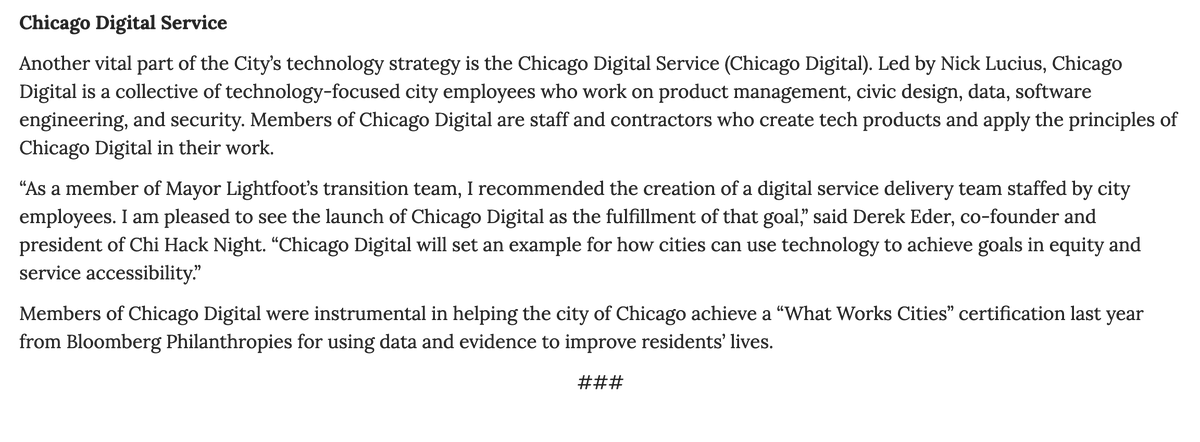 Chicago Digital Service
Another vital part of the City’s technology strategy is the Chicago Digital Service (Chicago Digital). Led by Nick Lucius, Chicago
Digital is a collective of technology-focused city employees who work on product management, civic design, data, software
engineering, and security. Members of Chicago Digital are staff and contractors who create tech products and apply the principles of
Chicago Digital in their work.
“As a member of Mayor Lightfoot’s transition team, I recommended the creation of a digital service delivery team staffed by city
employees. I am pleased to see the launch of Chicago Digital as the fulfillment of that goal,” said Derek Eder, co-founder and
president of Chi Hack Night. “Chicago Digital will set an example for how cities can use technology to achieve goals in equity and
service accessibility.”
Members of Chicago Digital were instrumental in helping the city of Chicago achieve a “What Works Cities” certification last year
from Bloomberg Philanthropies for using data and evidence to improve residents’ lives.
###